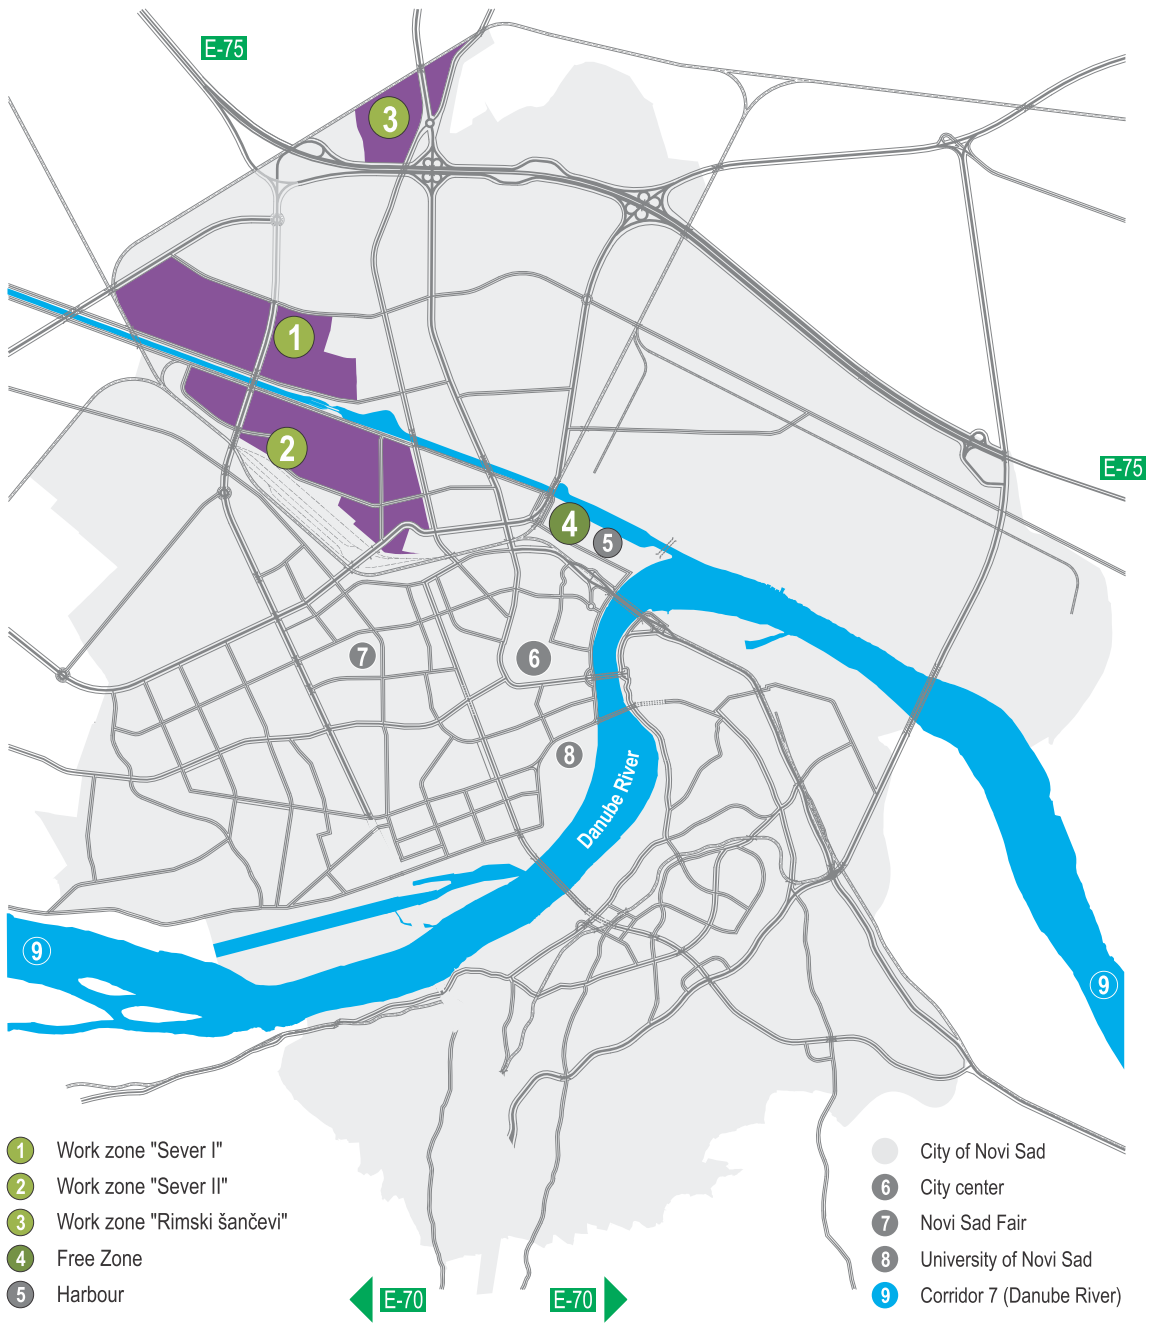 E-75
3
1
2
E-75
4
5
7
6
8
Danube River
9
9
1 Work zone "Sever I"
2 Work zone "Sever II"
3 Work zone "Rimski šančevi"
4 Free Zone
5 Harbour
E-70
E-70
City of Novi Sad
6 City center
7 Novi Sad Fair
8 University of Novi Sad
9 Corridor 7 (Danube River)